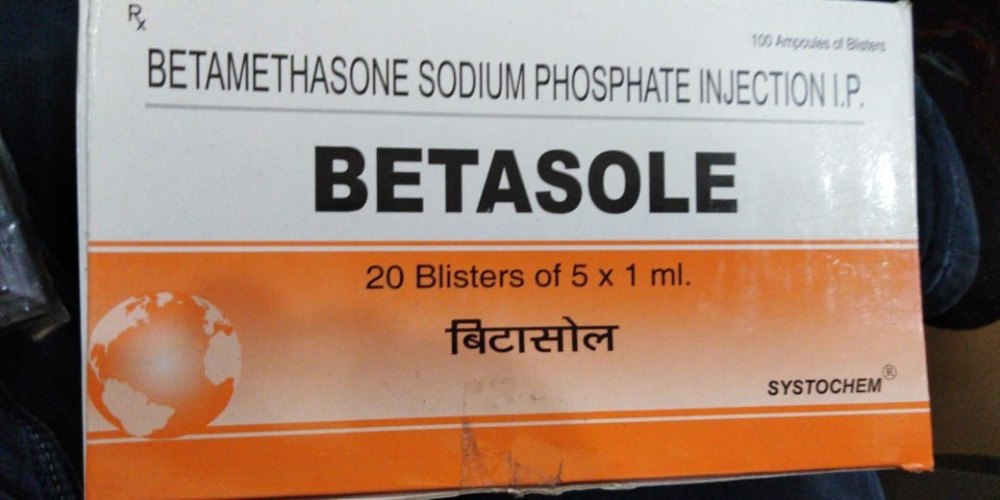 Rx
100 Ampoules of Blisters
BETAMETHASONE SODIUM PHOSPHATE INJECTION I.P.
BETASOLE
20 Blisters of 5 x 1 ml.
बिटासोल
SYSTOCHEM®